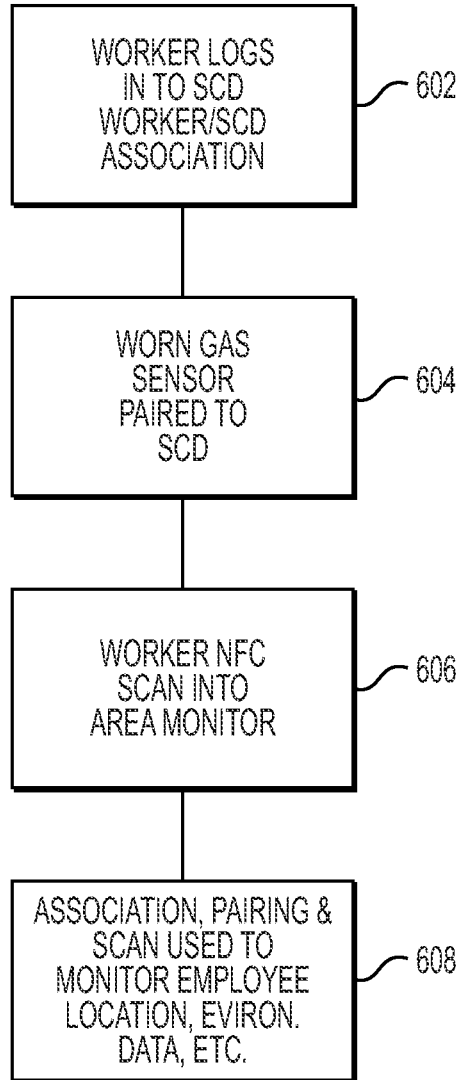 WORKER LOGS
IN TO SCD
WORKER/SCD
ASSOCIATION
602
WORN GAS
SENSOR
PAIRED TO
SCD
604
WORKER NFC
SCAN INTO
AREA MONITOR
606
ASSOCIATION, PAIRING &
SCAN USED TO
MONITOR EMPLOYEE
LOCATION, EVIRON.
DATA, ETC.
608